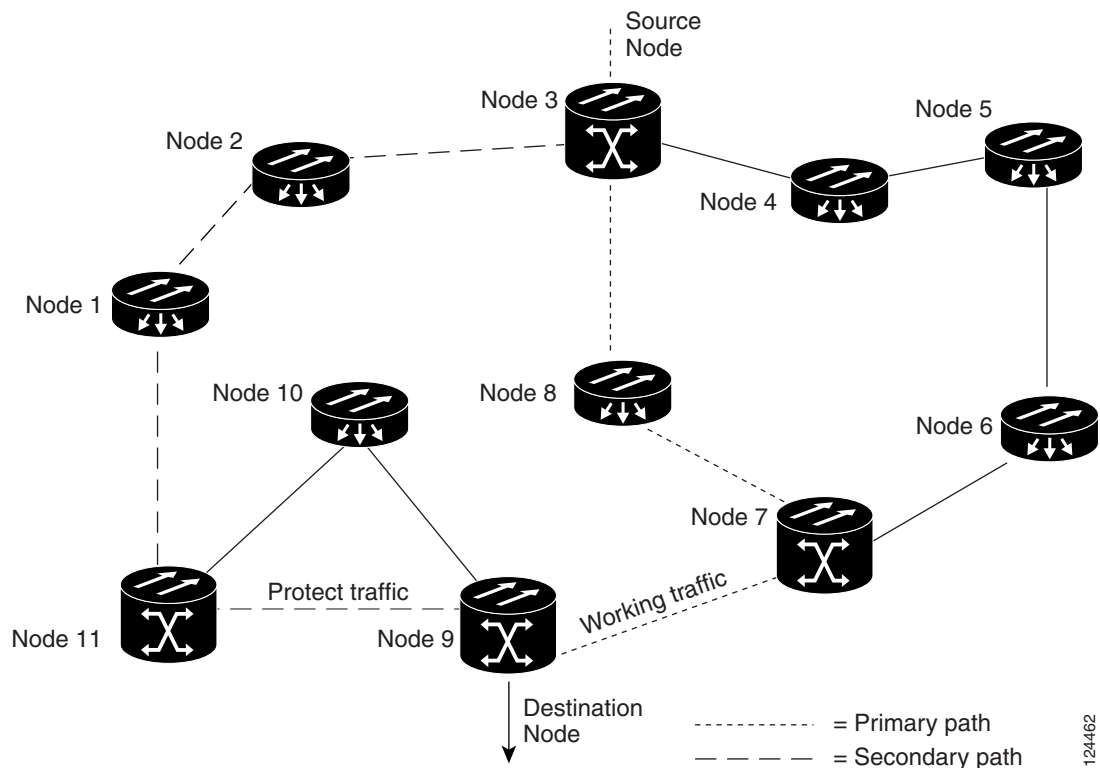 Source
Node
Node 3
Node 5
Node 2
Node 4
Node 1
Node 10
Node 8
Node 6
Node 7
Protect traffic
Working traffic
Node 11
Node 9
Destination
Node
= Primary path
= Secondary path
124462